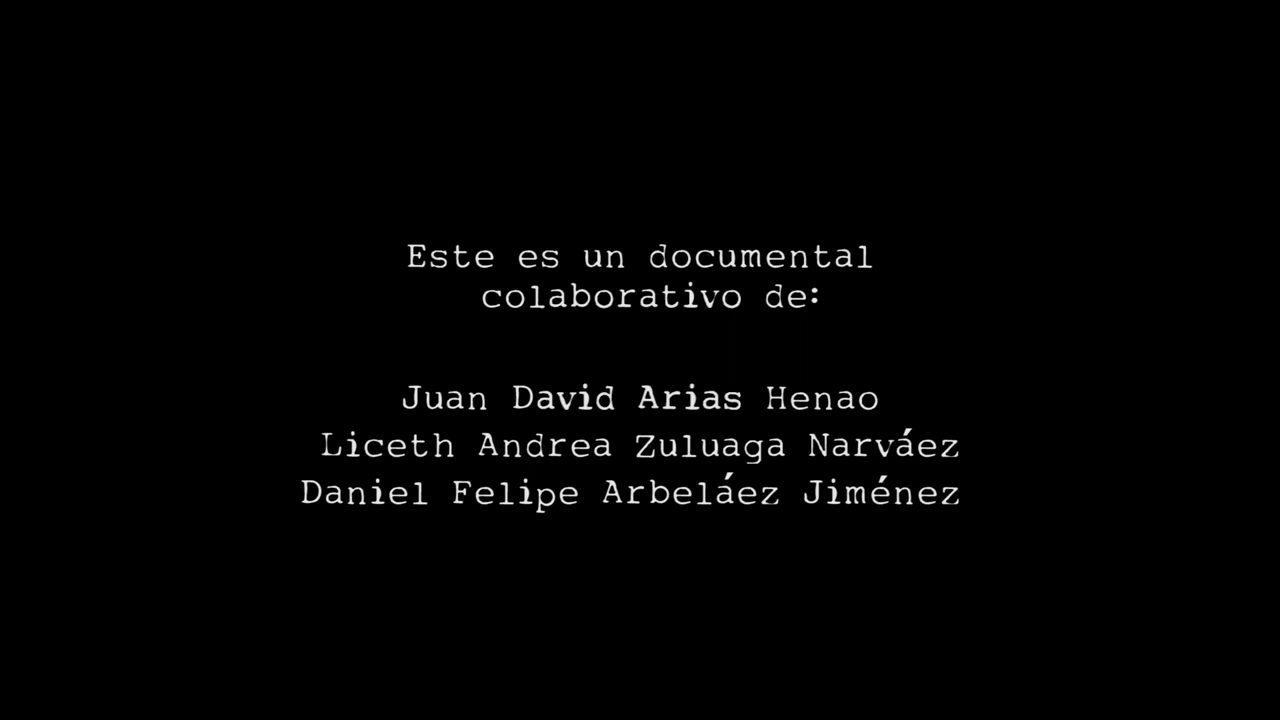 Este es un documental
colaborativo de:
Juan David Arias Henao
Liceth Andrea Zuluaga Narváez
Daniel Felipe Arbeláez Jiménez